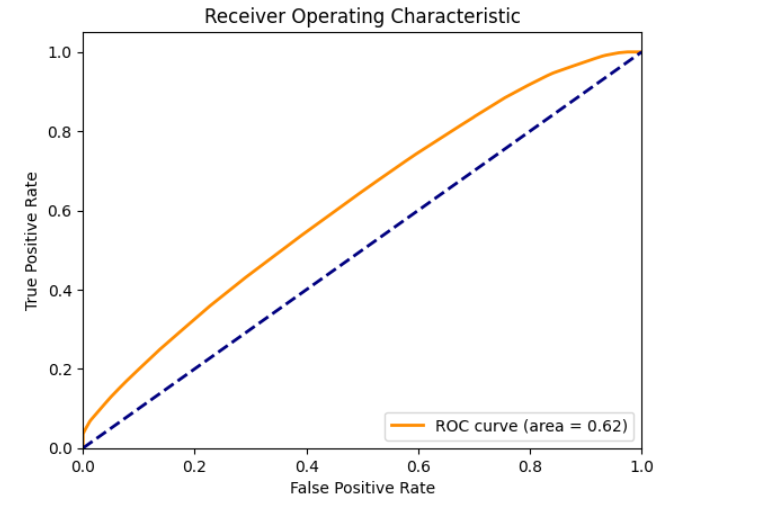 Receiver Operating Characteristic
1.0
0.8
0.6
0.4
0.2
0.0
True Positive Rate
ROC curve (area = 0.62)
0.0 0.2 0.4 0.6 0.8 1.0
False Positive Rate